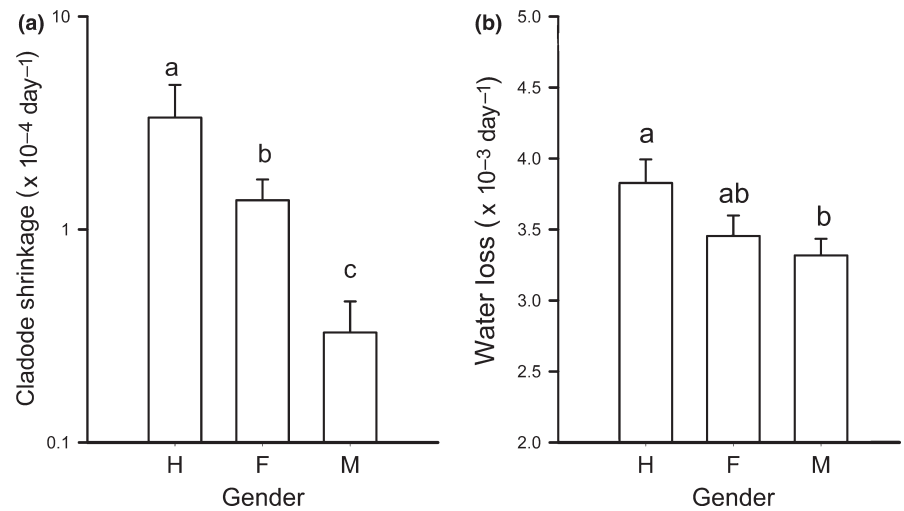 (a)
Cladode shrinkage (x 10⁻⁴ day⁻¹)
10
1
0.1
a
b
c
H F M
Gender
(b)
Water loss ( x 10⁻³ day⁻¹)
5.0
4.5
4.0
3.5
3.0
2.5
2.0
a
ab
b
H F M
Gender